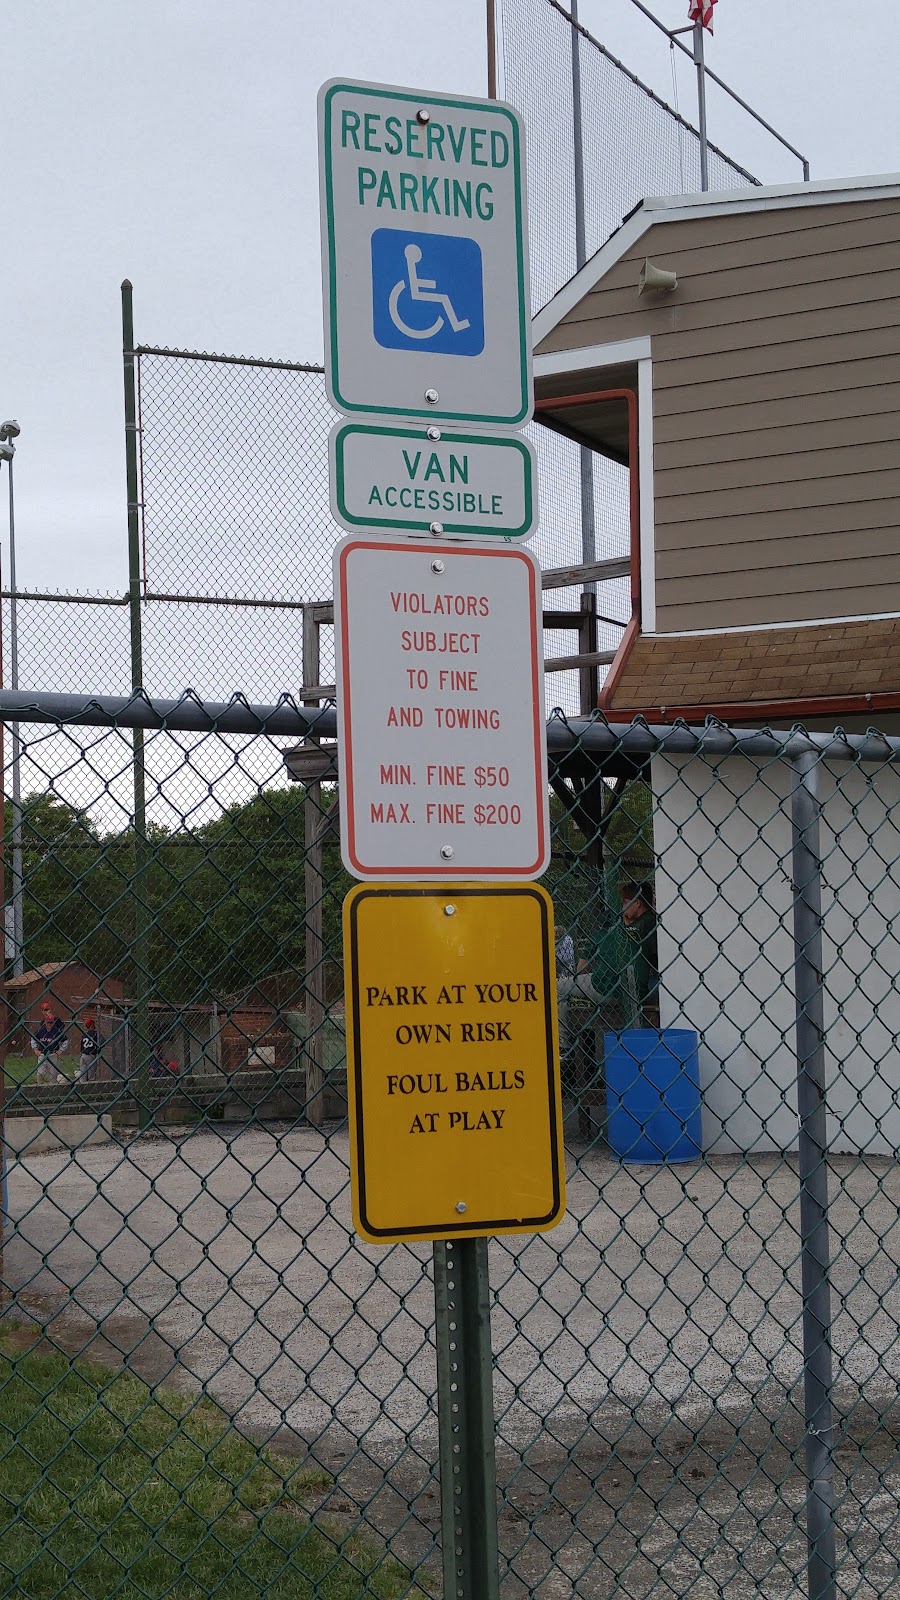 RESERVED
PARKING
VAN
ACCESSIBLE
VIOLATORS
SUBJECT
TO FINE
AND TOWING
MIN. FINE $50
MAX. FINE $200
PARK AT YOUR
OWN RISK
FOUL BALLS
AT PLAY